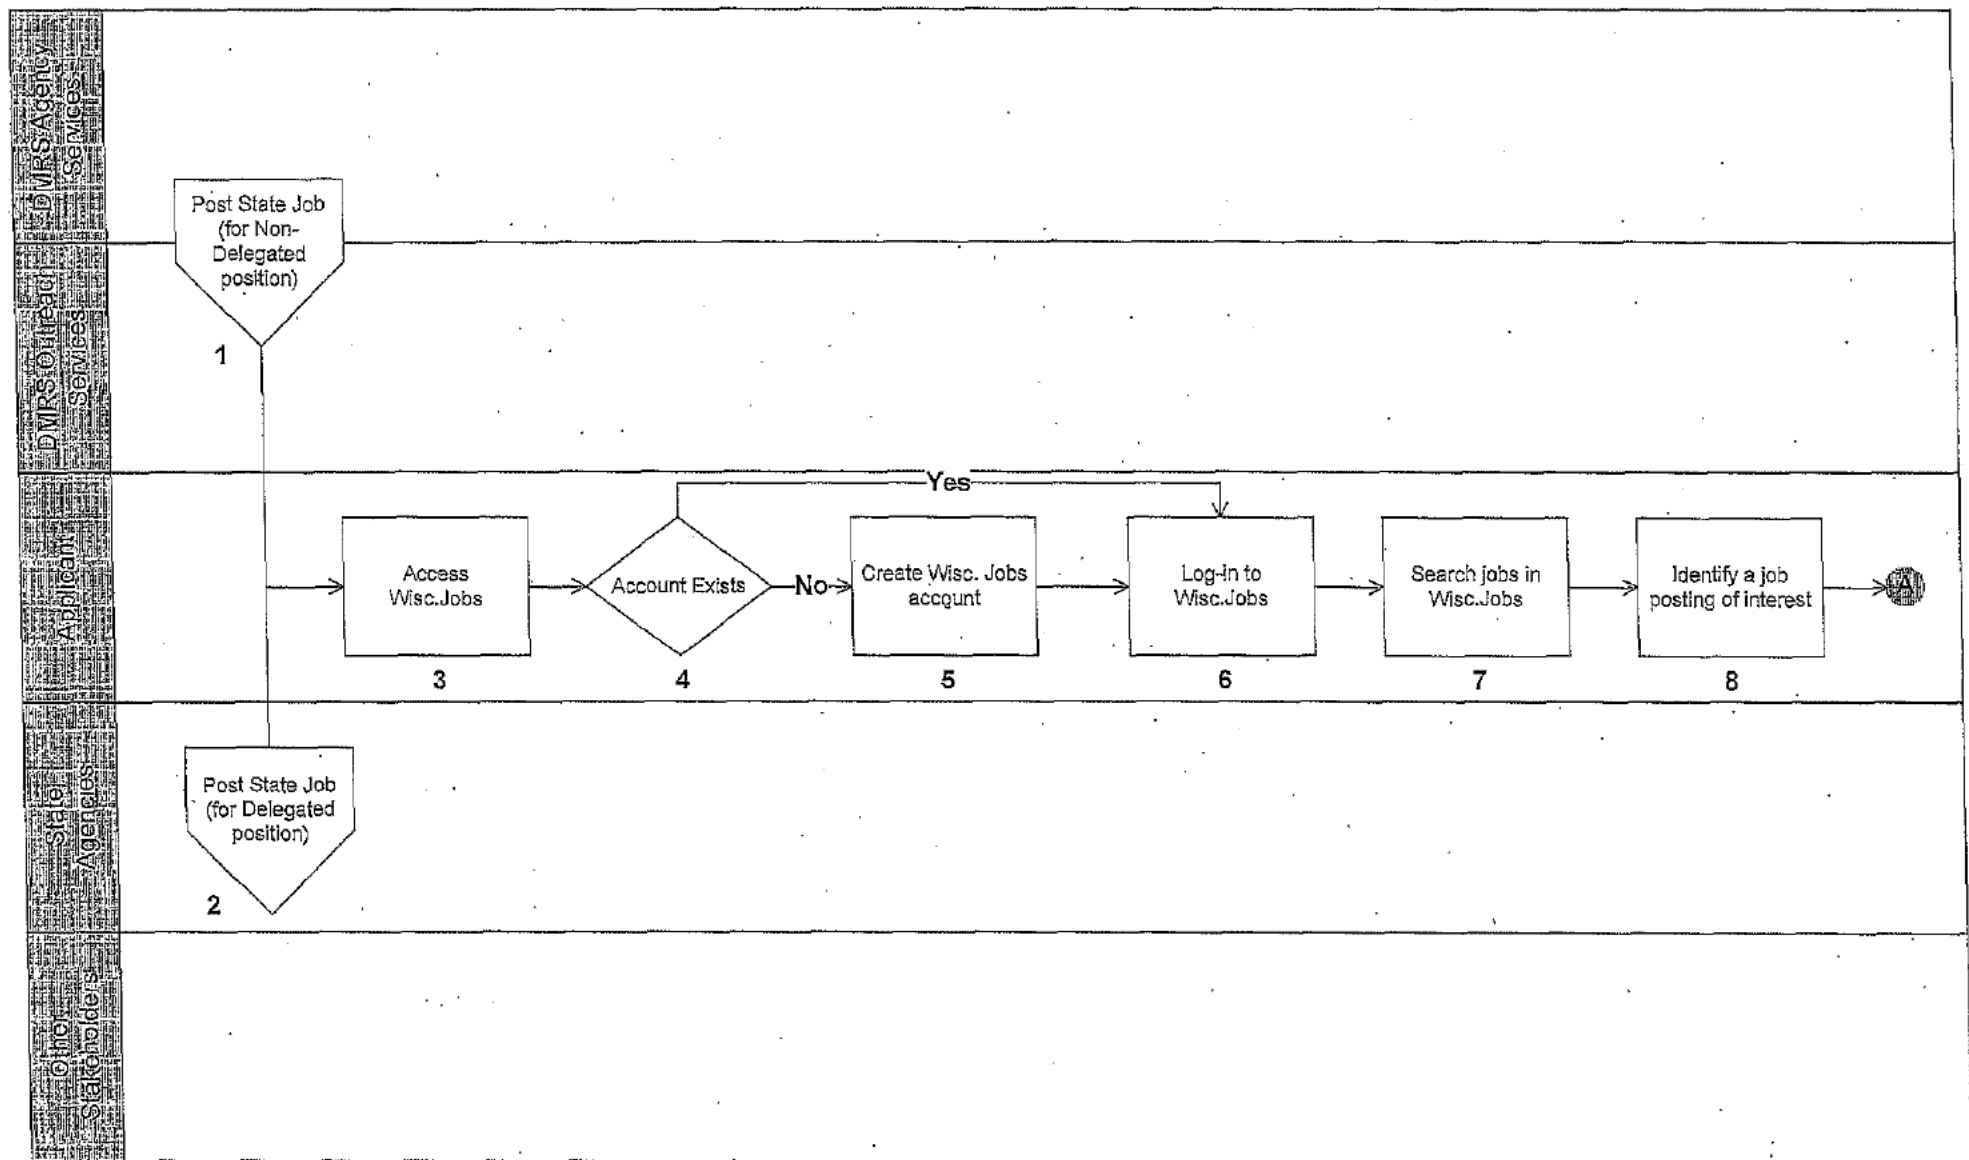 DMRS Agency
Services
Post State Job
(for Non-
Delegated
position)
1
DMRS Outreach
Services
Applicant
Yes
Access
Wisc.Jobs
3
Account Exists
4
No
Create Wisc. Jobs
account
5
Log-in to
Wisc.Jobs
6
Search jobs in
Wisc.Jobs
7
Identify a job
posting of interest
8
A
State
Agencies
Post State Job
(for Delegated
position)
2
Other
Stakeholders